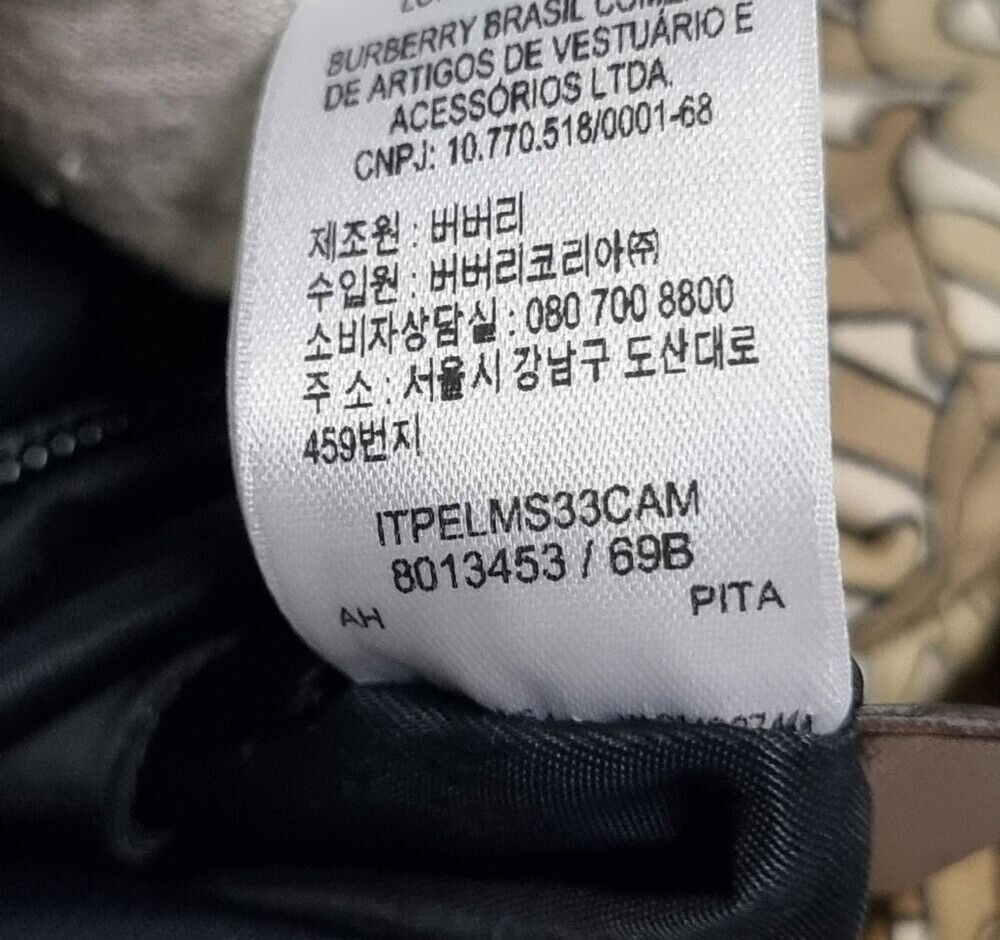 BURBERRY BRASIL
DE ARTIGOS DE VESTUÁRIO E
ACESSÓRIOS LTDA.
CNPJ: 10.770.518/0001-68
제조원 : 버버리
수입원 : 버버리코리아㈜
소비자상담실 : 080 700 8800
주 소 : 서울시 강남구 도산대로
459번지
ITPELMS33CAM
8013453 / 69B
AH PITA